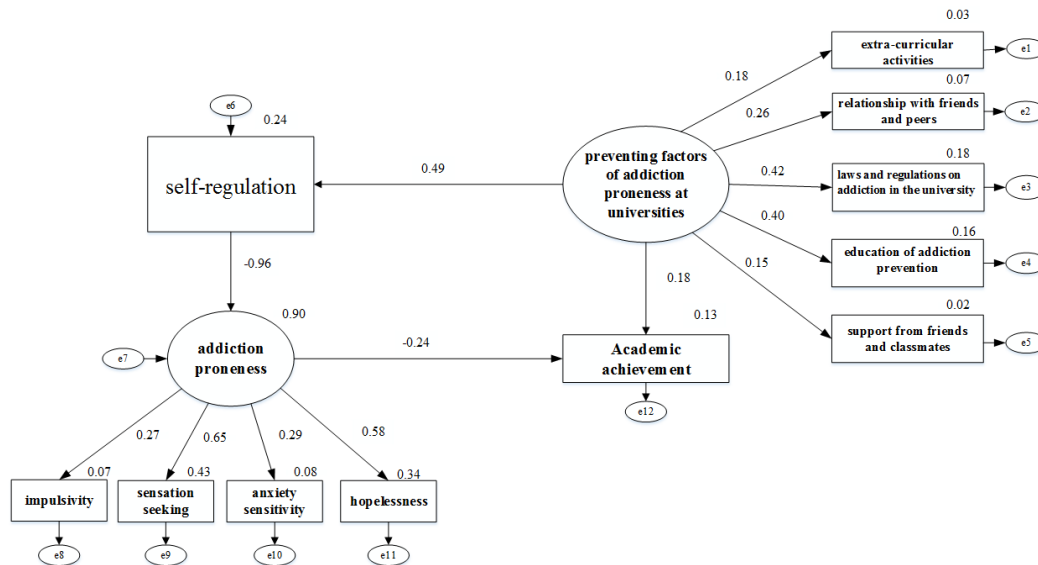 0.03
extra-curricular
activities
e1
0.18
0.07
relationship with friends
and peers
e2
0.26
e6
0.24
self-regulation
0.49
preventing factors
of addiction
proneness at
universities
0.42
0.18
laws and regulations on
addiction in the university
e3
0.40
0.16
education of addiction
prevention
e4
-0.96
0.15
0.02
support from friends
and classmates
e5
0.18
0.13
0.90
e7
addiction
proneness
-0.24
Academic
achievement
e12
0.27
0.65
0.29
0.58
0.07
0.43
0.08
0.34
impulsivity
sensation
seeking
anxiety
sensitivity
hopelessness
e8
e9
e10
e11